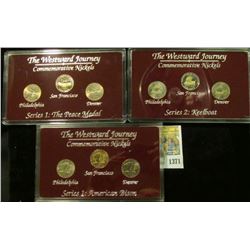 The Westward Journey
Commemorative Nickels
San Francisco
Philadelphia
Denver
Series 1: The Peace Medal
The Westward Journey
Commemorative Nickels
San Francisco
Philadelphia
Denver
Series 2: Keelboat
The Westward Journey
Commemorative Nickels
San Francisco
Philadelphia
Denver
Series 1: American Bison
1371